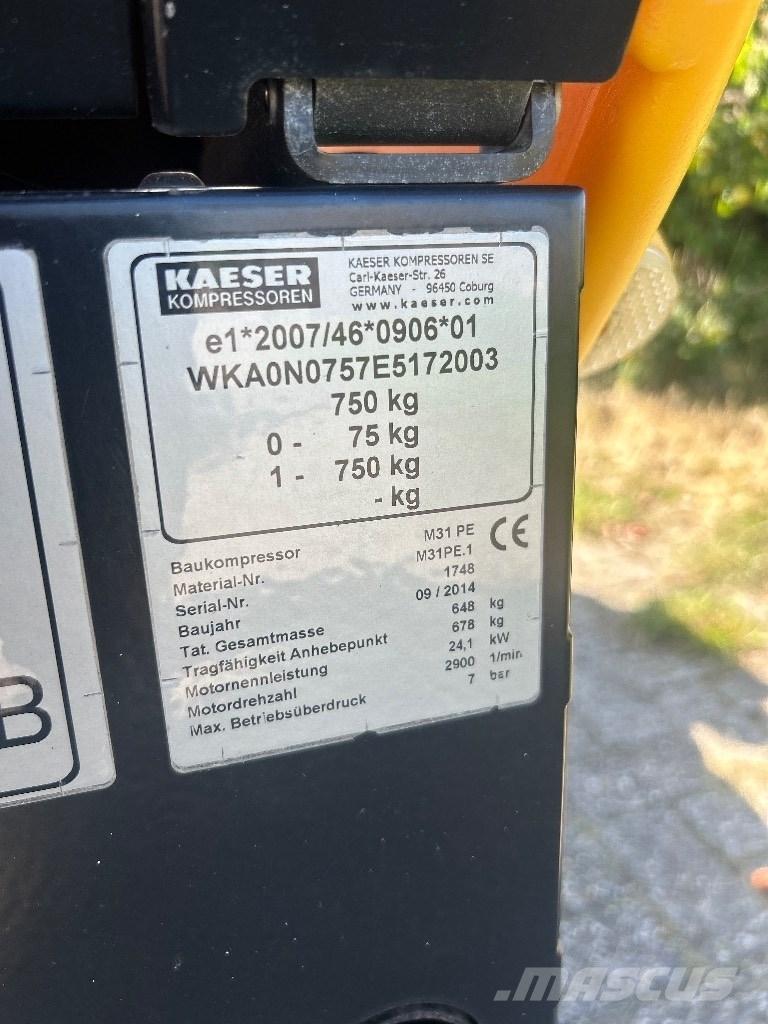 KAESER
KOMPRESSOREN
KAESER KOMPRESSOREN SE
Carl-Kaeser-Str. 26
GERMANY - 96450 Coburg
www.kaeser.com
e1*2007/46*0906*01
WKA0N0757E5172003
750 kg
0 - 75 kg
1 - 750 kg
- kg
CE
Baukompressor M31 PE
Material-Nr. M31PE.1
Serial-Nr. 1748
Baujahr 09 / 2014
Tat. Gesamtmasse 648 kg
Tragfähigkeit Anhebepunkt 678 kg
Motornennleistung 24,1 kW
Motordrehzahl 2900 1/min
Max. Betriebsüberdruck 7 bar
B
MASCUS